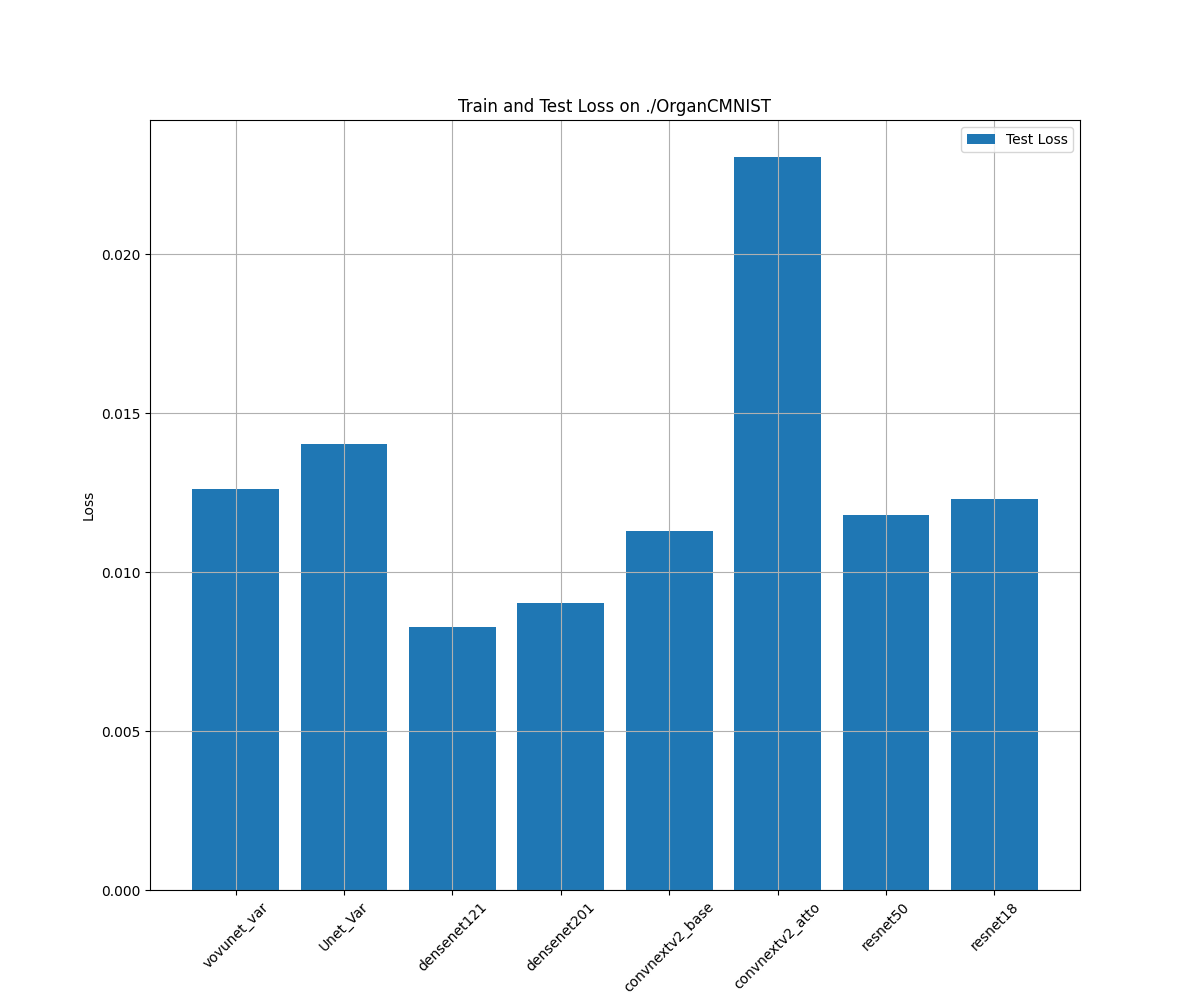 Train and Test Loss on ./OrganCMNIST
Test Loss
0.020
0.015
0.010
0.005
0.000
Loss
vovunet_var
Unet_Var
densenet121
densenet201
convnextv2_base
convnextv2_atto
resnet50
resnet18